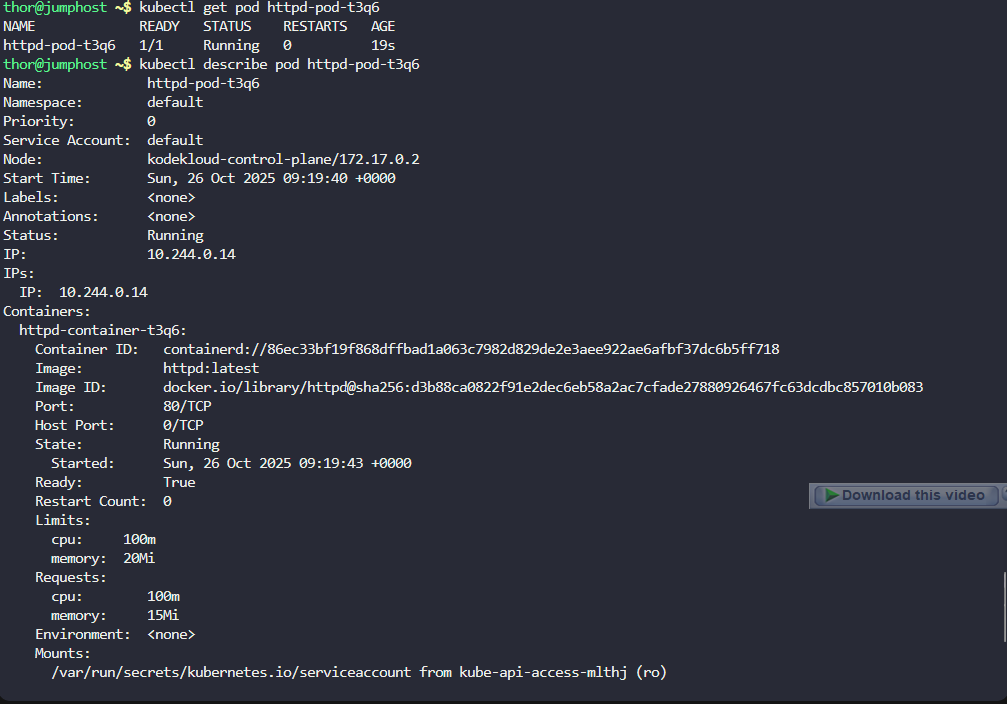 thor@jumphost ~$ kubectl get pod httpd-pod-t3q6
NAME             READY   STATUS    RESTARTS   AGE
httpd-pod-t3q6   1/1     Running   0          19s
thor@jumphost ~$ kubectl describe pod httpd-pod-t3q6
Name:             httpd-pod-t3q6
Namespace:        default
Priority:         0
Service Account:  default
Node:             kodekloud-control-plane/172.17.0.2
Start Time:       Sun, 26 Oct 2025 09:19:40 +0000
Labels:           <none>
Annotations:      <none>
Status:           Running
IP:               10.244.0.14
IPs:
  IP:  10.244.0.14
Containers:
  httpd-container-t3q6:
    Container ID:   containerd://86ec33bf19f868dffbad1a063c7982d829de2e3aee922ae6afbf37dc6b5ff718
    Image:          httpd:latest
    Image ID:       docker.io/library/httpd@sha256:d3b88ca0822f91e2dec6eb58a2ac7cfade27880926467fc63dcdbc857010b083
    Port:           80/TCP
    Host Port:      0/TCP
    State:          Running
      Started:      Sun, 26 Oct 2025 09:19:43 +0000
    Ready:          True
    Restart Count:  0
    Limits:
      cpu:     100m
      memory:  20Mi
    Requests:
      cpu:        100m
      memory:     15Mi
    Environment:  <none>
    Mounts:
      /var/run/secrets/kubernetes.io/serviceaccount from kube-api-access-mlthj (ro)
Download this video